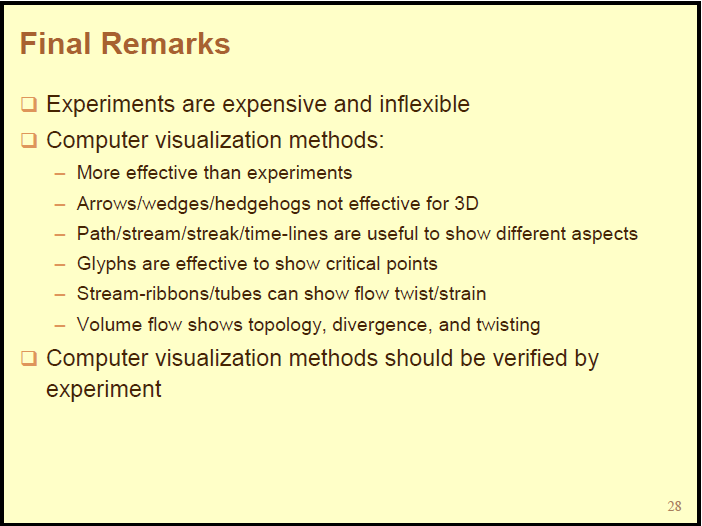 Final Remarks
Experiments are expensive and inflexible
Computer visualization methods:
– More effective than experiments
– Arrows/wedges/hedgehogs not effective for 3D
– Path/stream/streak/time-lines are useful to show different aspects
– Glyphs are effective to show critical points
– Stream-ribbons/tubes can show flow twist/strain
– Volume flow shows topology, divergence, and twisting
Computer visualization methods should be verified by
experiment
28